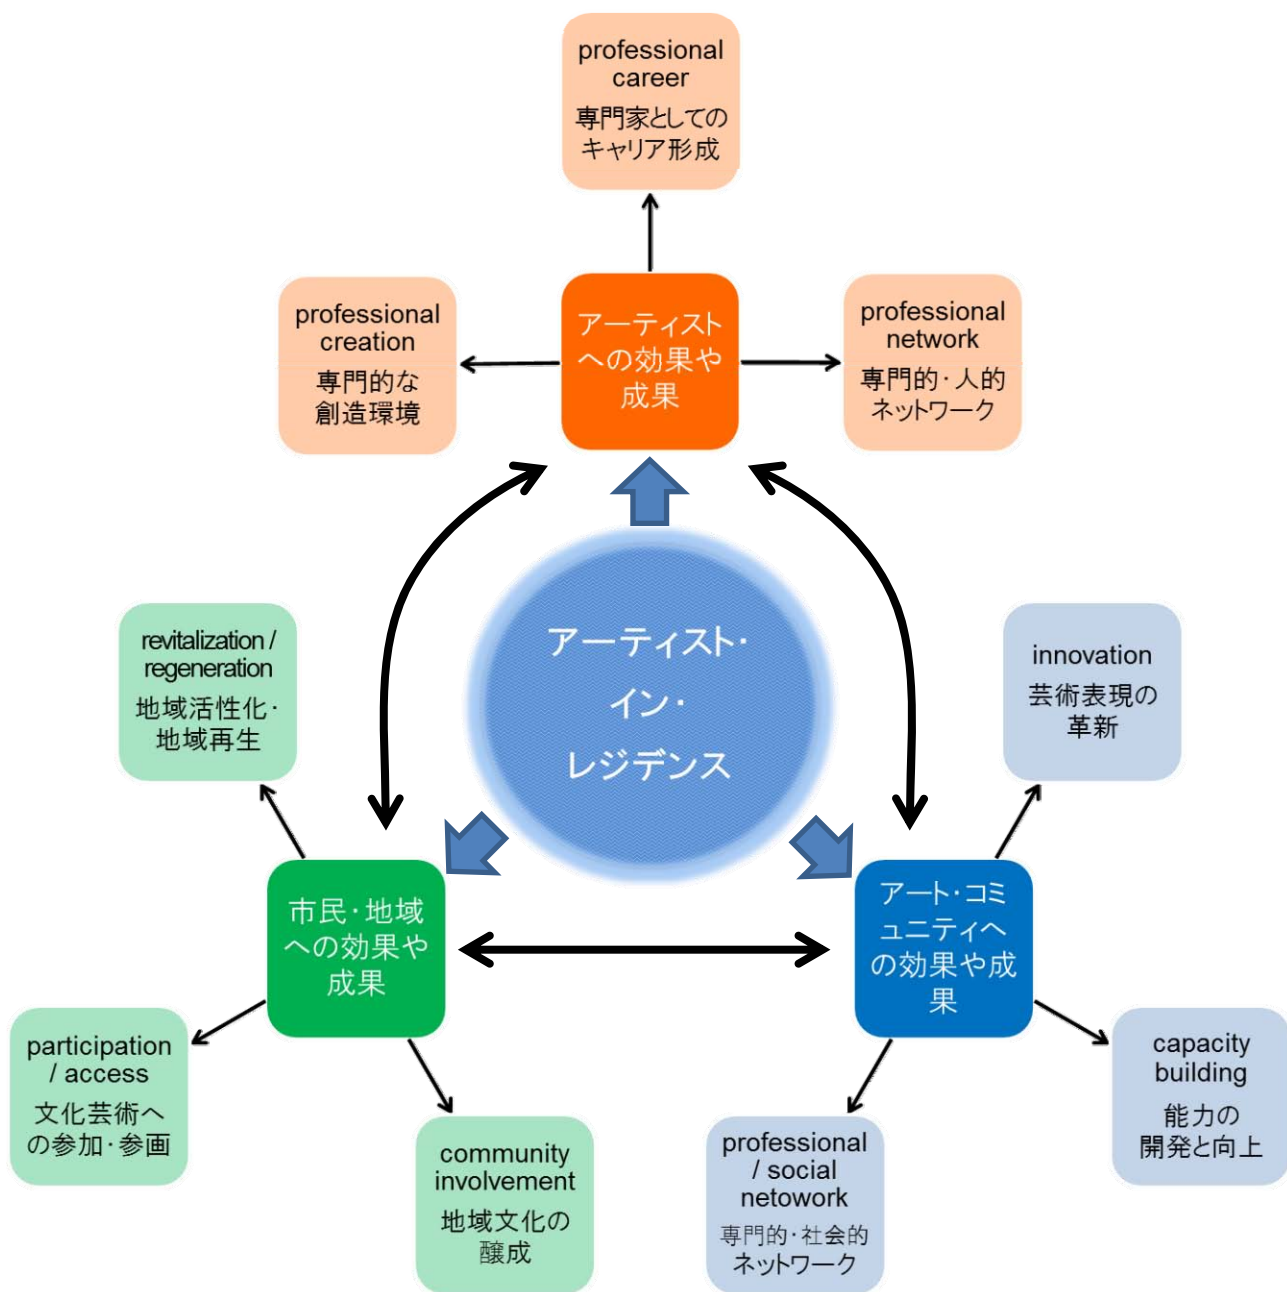 professional
career
専門家としての
キャリア形成
professional
creation
専門的な
創造環境
アーティスト
への効果や
成果
professional
network
専門的・人的
ネットワーク
アーティスト・
イン・
レジデンス
revitalization /
regeneration
地域活性化・
地域再生
innovation
芸術表現の
革新
市民・地域
への効果や
成果
アート・コミ
ュニティへ
の効果や成
果
participation
/ access
文化芸術へ
の参加・参画
community
involvement
地域文化の
醸成
professional
/ social
netowork
専門的・社会的
ネットワーク
capacity
building
能力の
開発と向上